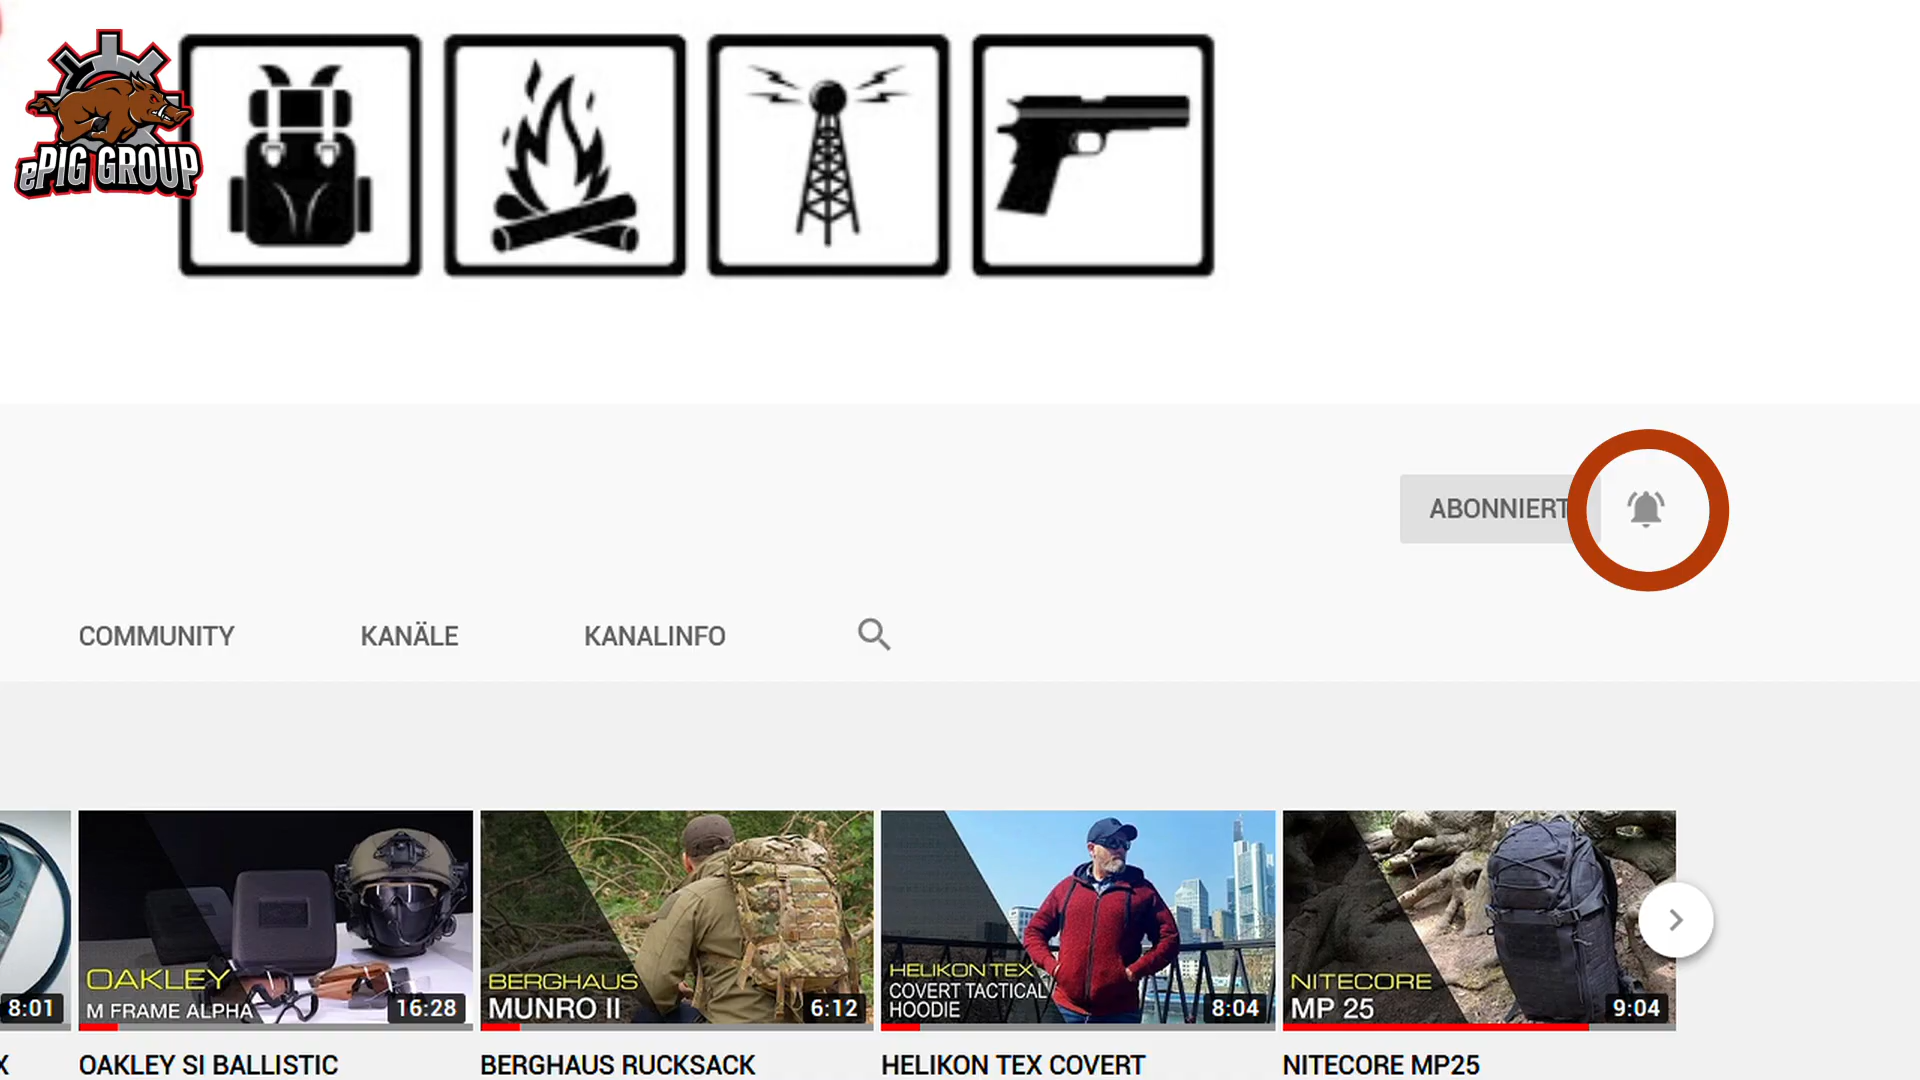 ePIG GROUP
ABONNIERT
COMMUNITY
KANÄLE
KANALINFO
8:01
OAKLEY
M FRAME ALPHA
16:28
BERGHAUS
MUNRO II
6:12
HELIKON TEX
COVERT TACTICAL
HOODIE
8:04
NITECORE
MP 25
9:04
X
OAKLEY SI BALLISTIC
BERGHAUS RUCKSACK
HELIKON TEX COVERT
NITECORE MP25